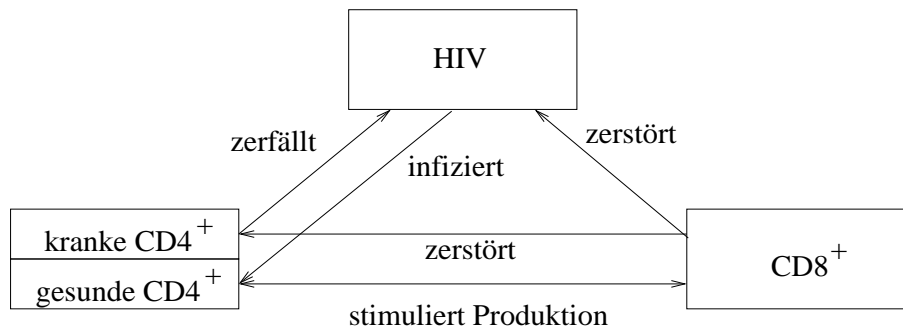 HIV
zerfällt
zerstört
infiziert
kranke CD4⁺
zerstört
CD8⁺
gesunde CD4⁺
stimuliert Produktion